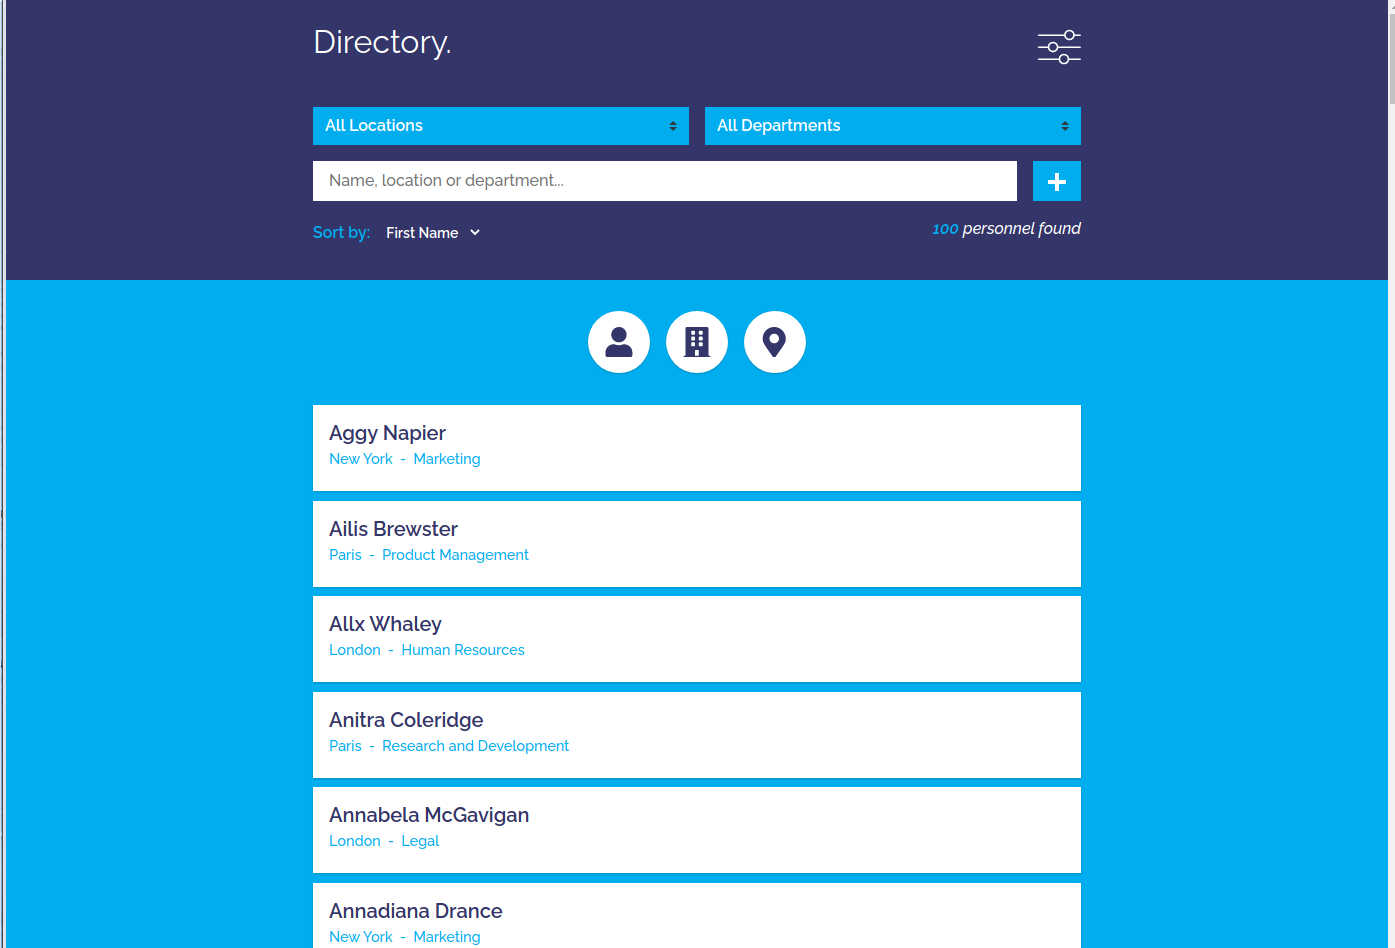 Directory.
All Locations
All Departments
Name, location or department...
Sort by: First Name
100 personnel found
Aggy Napier
New York - Marketing
Ailis Brewster
Paris - Product Management
Allx Whaley
London - Human Resources
Anitra Coleridge
Paris - Research and Development
Annabela McGavigan
London - Legal
Annadiana Drance
New York - Marketing